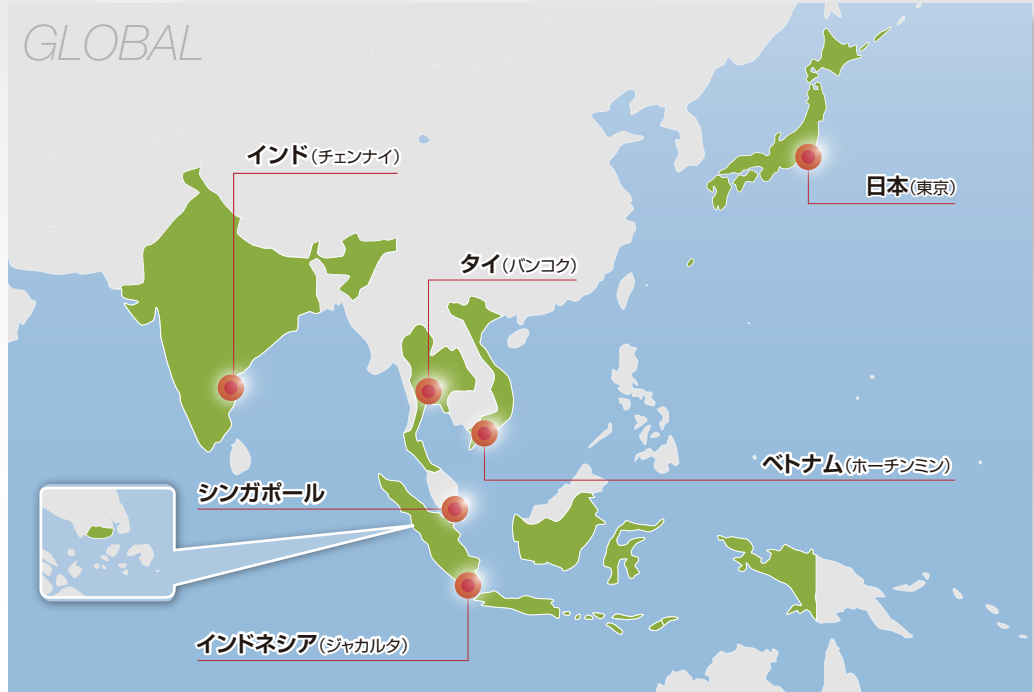 GLOBAL
インド(チェンナイ)
日本(東京)
タイ(バンコク)
ベトナム(ホーチンミン)
シンガポール
インドネシア(ジャカルタ)